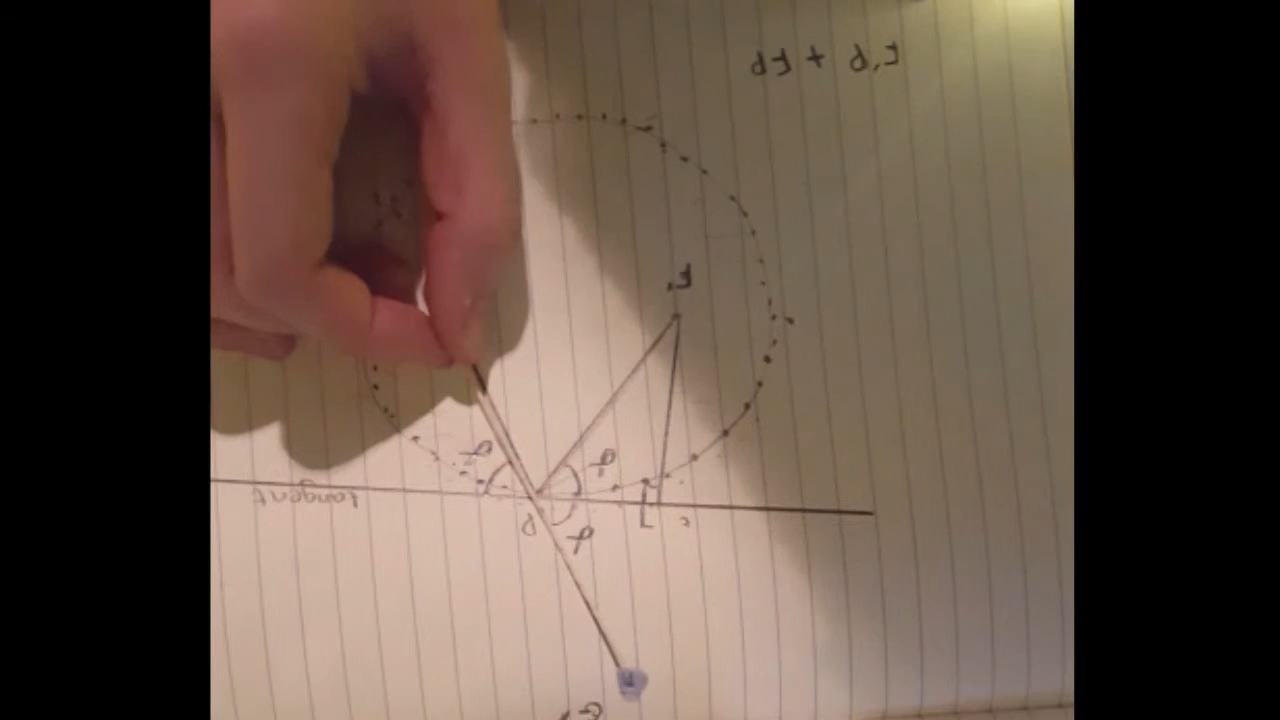 α
P
tangent
α
α
F'
F'P + FP